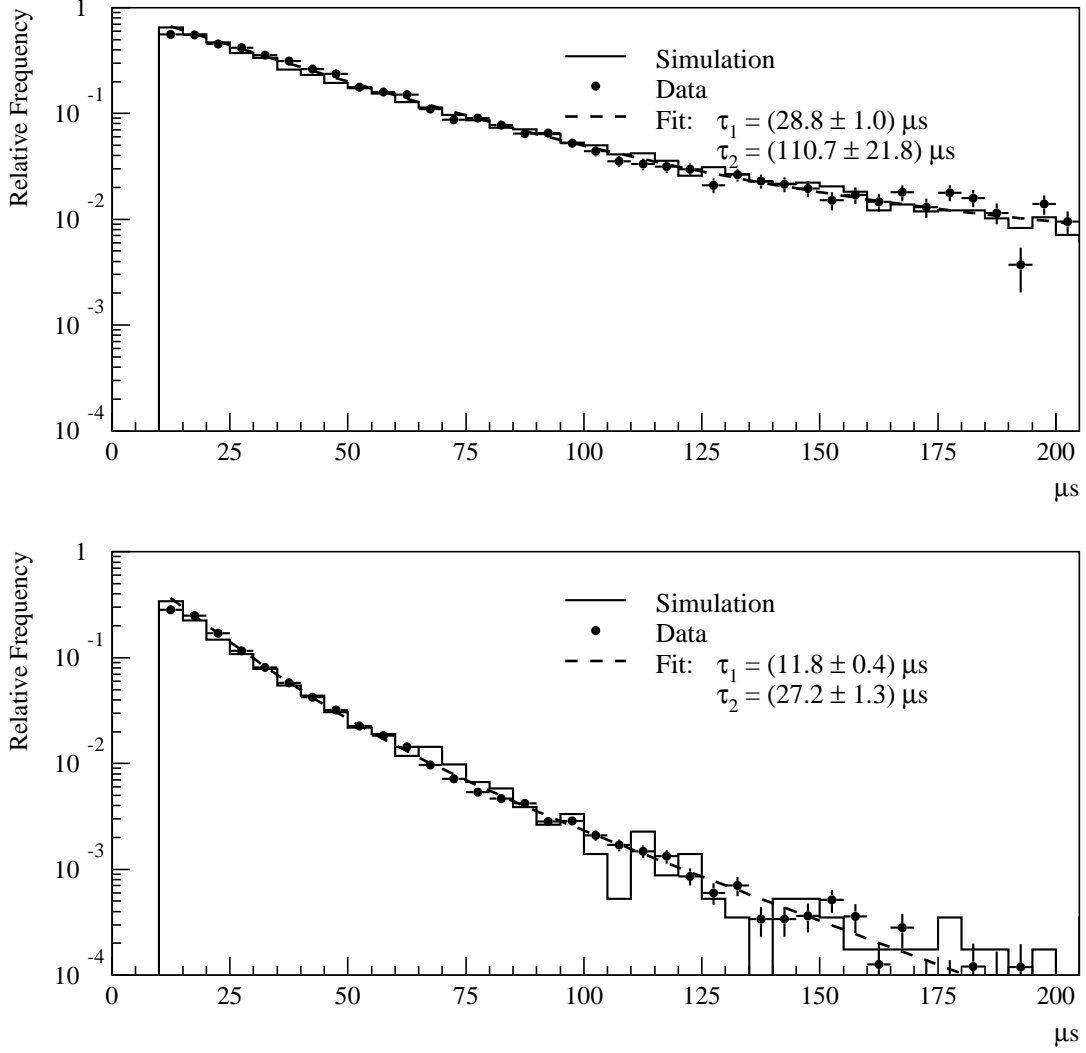 Relative Frequency
1
10 -1
10 -2
10 -3
10 -4
Simulation
Data
Fit: τ1 = (28.8 ± 1.0) μs
τ2 = (110.7 ± 21.8) μs
0 25 50 75 100 125 150 175 200
μs
Relative Frequency
1
10 -1
10 -2
10 -3
10 -4
Simulation
Data
Fit: τ1 = (11.8 ± 0.4) μs
τ2 = (27.2 ± 1.3) μs
0 25 50 75 100 125 150 175 200
μs